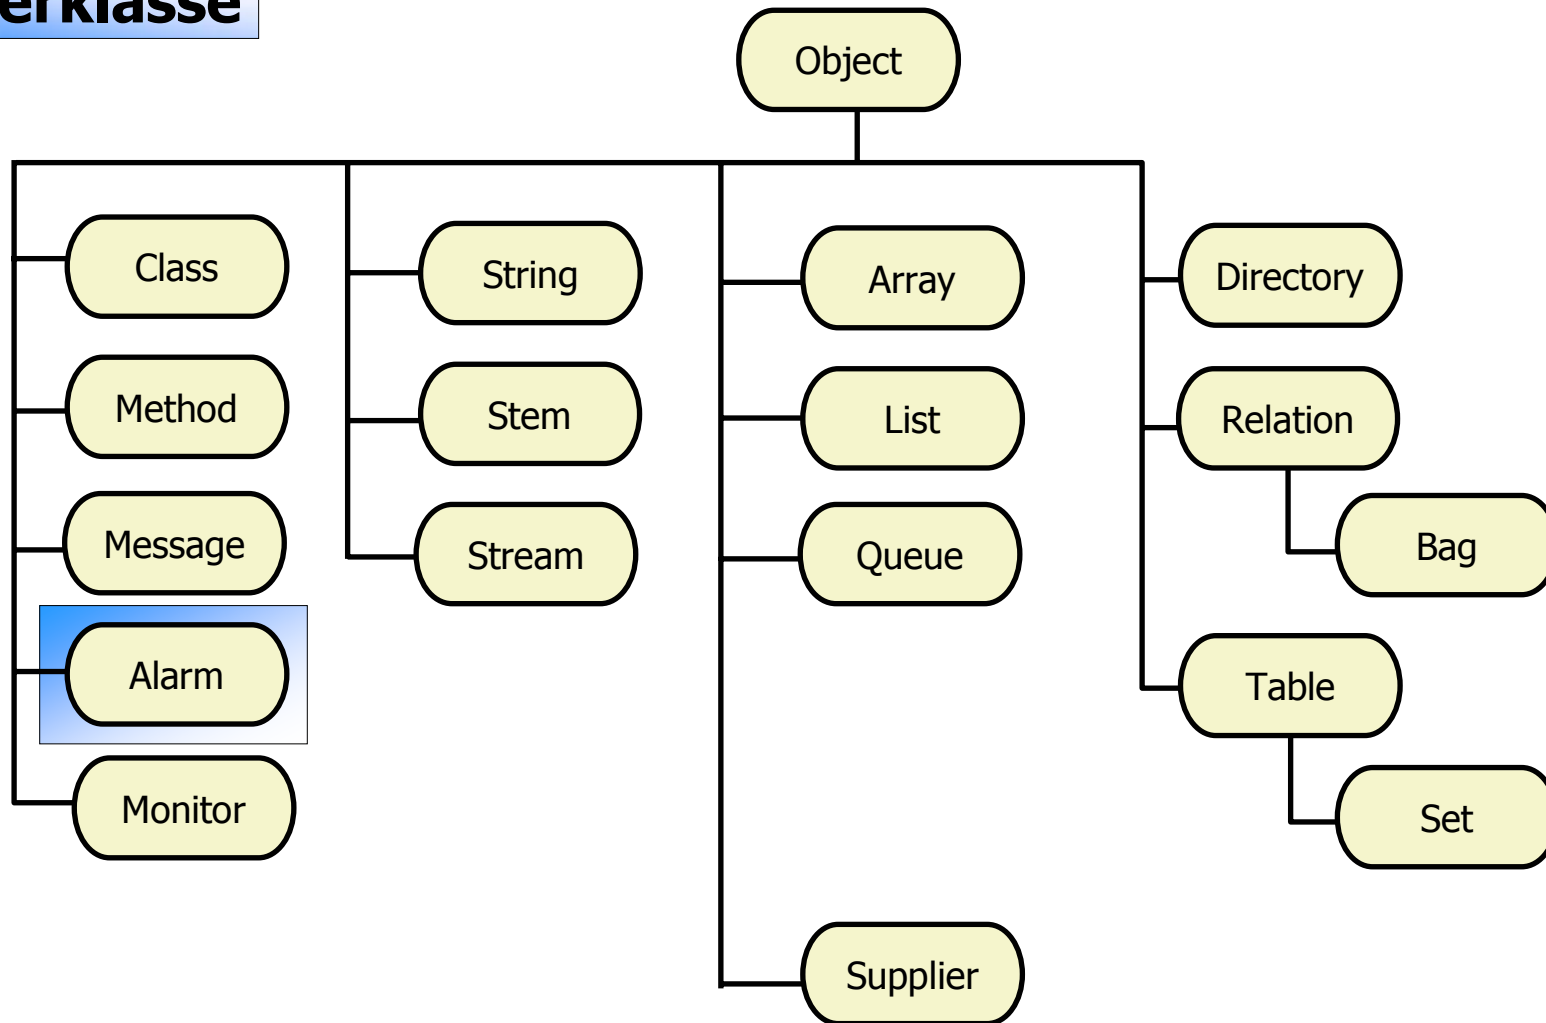 erklasse
Object
Class
Method
Message
Alarm
Monitor
String
Stem
Stream
Array
List
Queue
Supplier
Directory
Relation
Bag
Table
Set